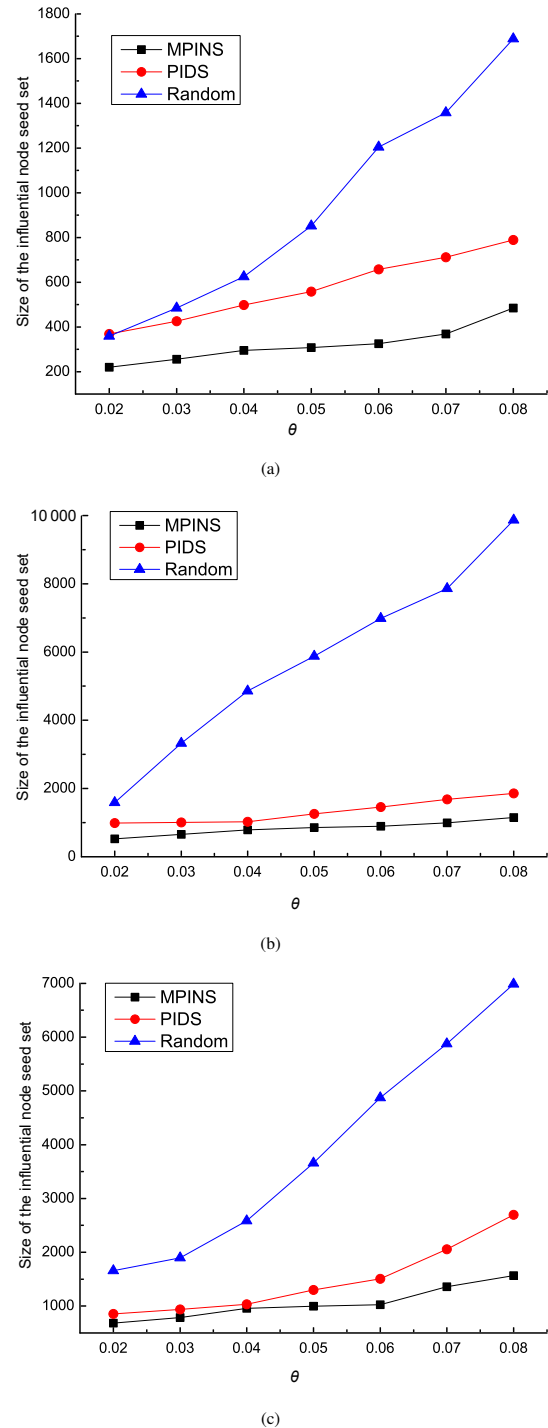 1800
1600
1400
1200
1000
800
600
400
200
Size of the influential node seed set
MPINS
PIDS
Random
0.02 0.03 0.04 0.05 0.06 0.07 0.08
θ
(a)
10 000
8000
6000
4000
2000
0
Size of the influential node seed set
MPINS
PIDS
Random
0.02 0.03 0.04 0.05 0.06 0.07 0.08
θ
(b)
7000
6000
5000
4000
3000
2000
1000
Size of the influential node seed set
MPINS
PIDS
Random
0.02 0.03 0.04 0.05 0.06 0.07 0.08
θ
(c)